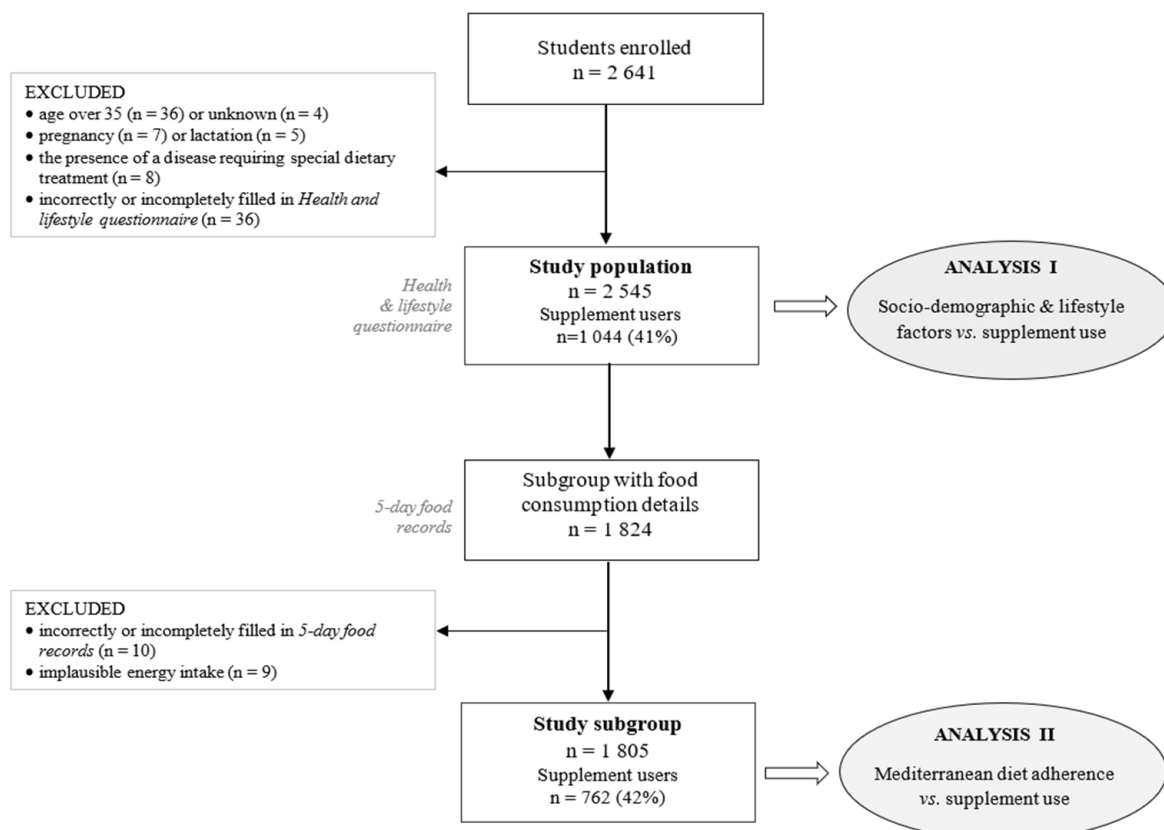 Students enrolled
n = 2 641
EXCLUDED
• age over 35 (n = 36) or unknown (n = 4)
• pregnancy (n = 7) or lactation (n = 5)
• the presence of a disease requiring special dietary
treatment (n = 8)
• incorrectly or incompletely filled in Health and
lifestyle questionnaire (n = 36)
Health
& lifestyle
questionnaire
Study population
n = 2 545
Supplement users
n=1 044 (41%)
ANALYSIS I
Socio-demographic & lifestyle
factors vs. supplement use
5-day food
records
Subgroup with food
consumption details
n = 1 824
EXCLUDED
• incorrectly or incompletely filled in 5-day food
records (n = 10)
• implausible energy intake (n = 9)
Study subgroup
n = 1 805
Supplement users
n = 762 (42%)
ANALYSIS II
Mediterranean diet adherence
vs. supplement use